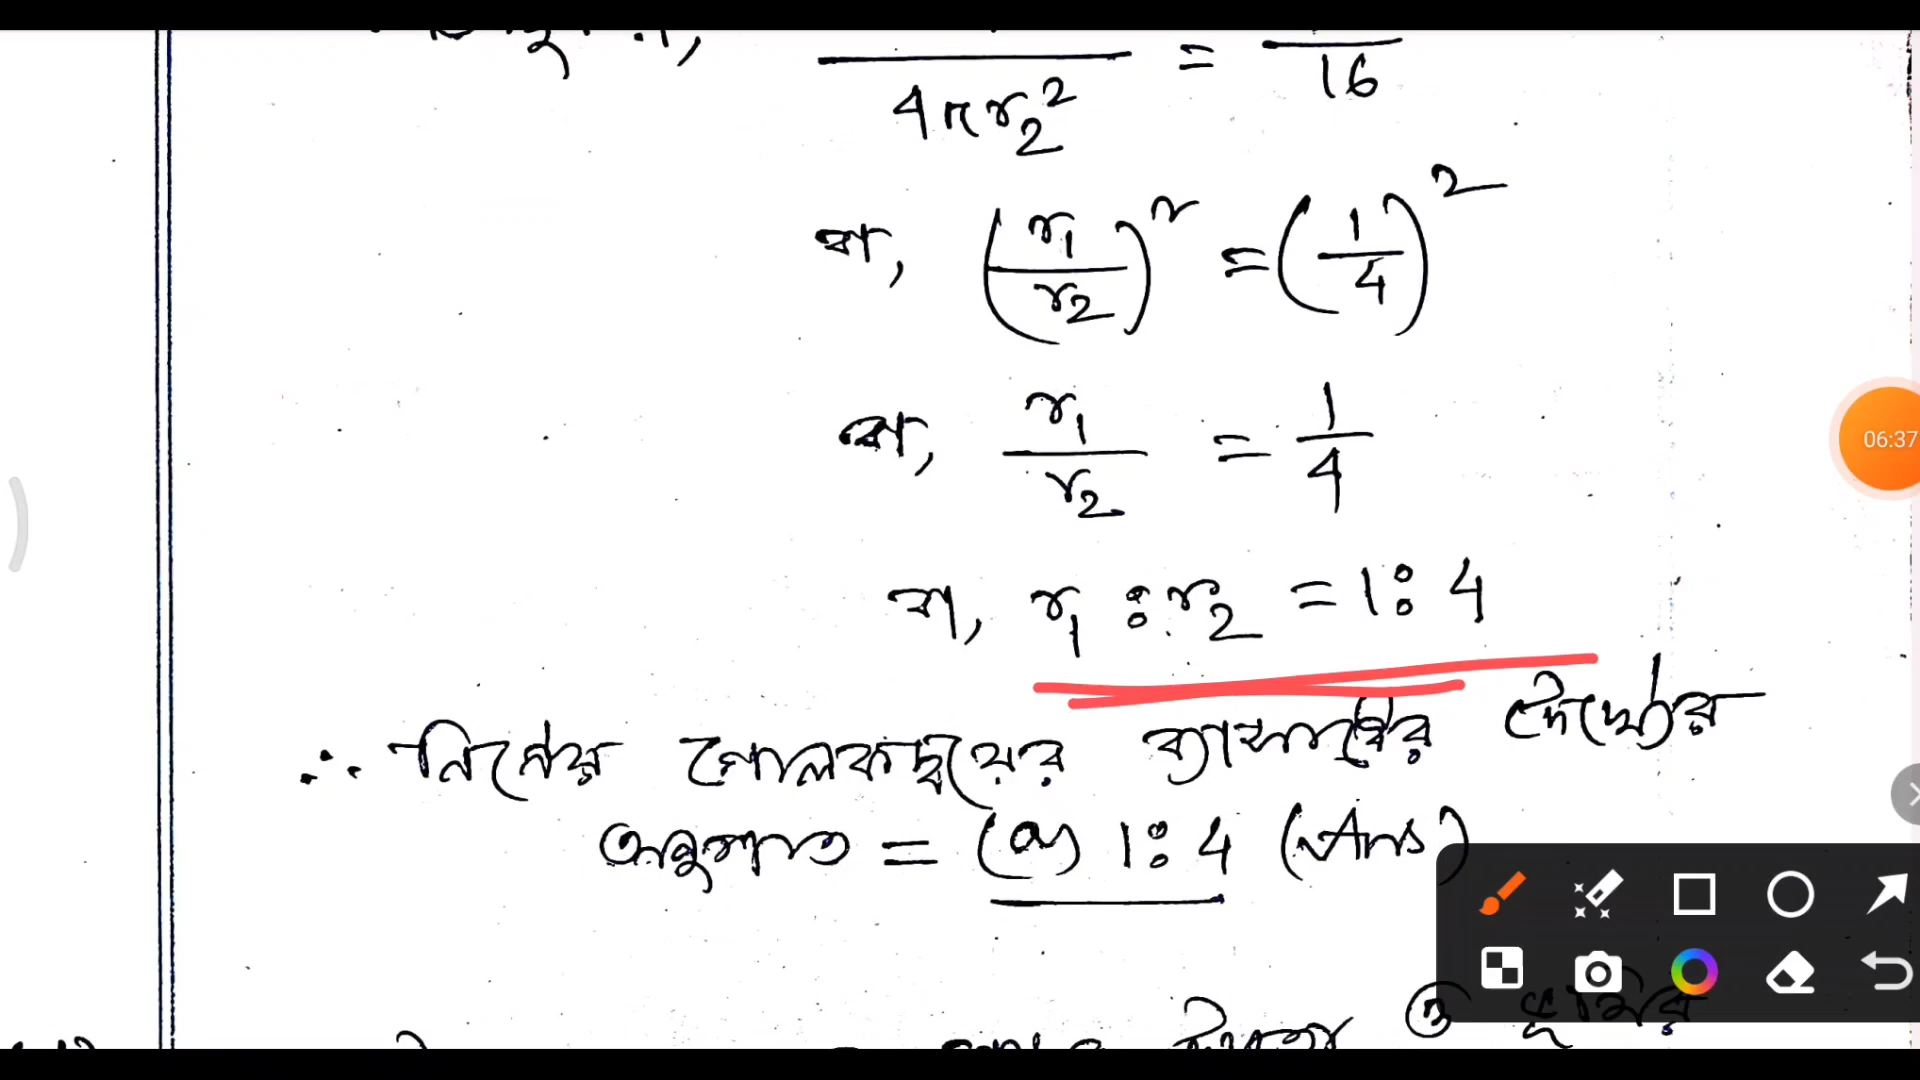 4πr₂² = 16
বা, (r₁/r₂)² = (1/4)²
বা, r₁/r₂ = 1/4
বা, r₁ : r₂ = 1 : 4
∴ নির্ণেয় গোলকদ্বয়ের ব্যাসার্ধের দৈর্ঘ্যের
অনুপাত = (a) 1 : 4 (Ans)
06:37